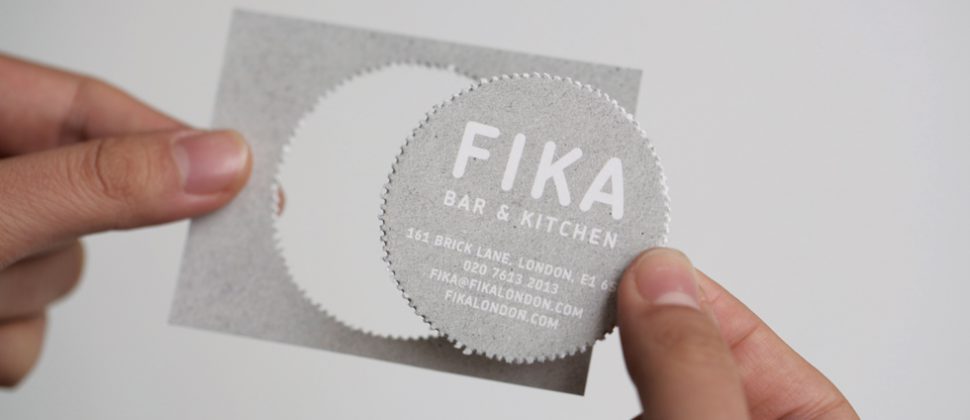 FIKA
BAR & KITCHEN
161 BRICK LANE, LONDON, E1
020 7613 2013
FIKA@FIKALONDON.COM
FIKALONDON.COM